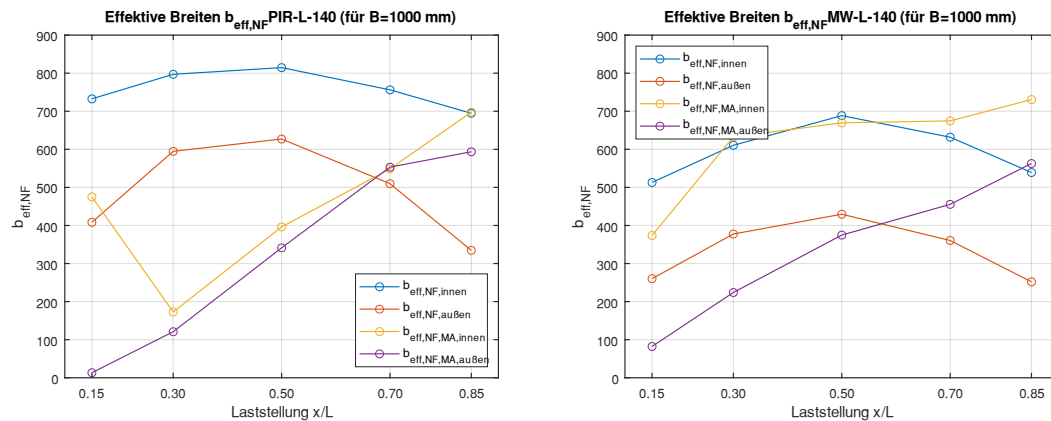 Effektive Breiten b_eff,NF PIR-L-140 (für B=1000 mm)
900
800
700
600
500
400
300
200
100
0
b_eff,NF
0.15 0.30 0.50 0.70 0.85
Laststellung x/L
b_eff,NF,innen
b_eff,NF,außen
b_eff,NF,MA,innen
b_eff,NF,MA,außen
Effektive Breiten b_eff,NF MW-L-140 (für B=1000 mm)
900
800
700
600
500
400
300
200
100
0
b_eff,NF
0.15 0.30 0.50 0.70 0.85
Laststellung x/L
b_eff,NF,innen
b_eff,NF,außen
b_eff,NF,MA,innen
b_eff,NF,MA,außen